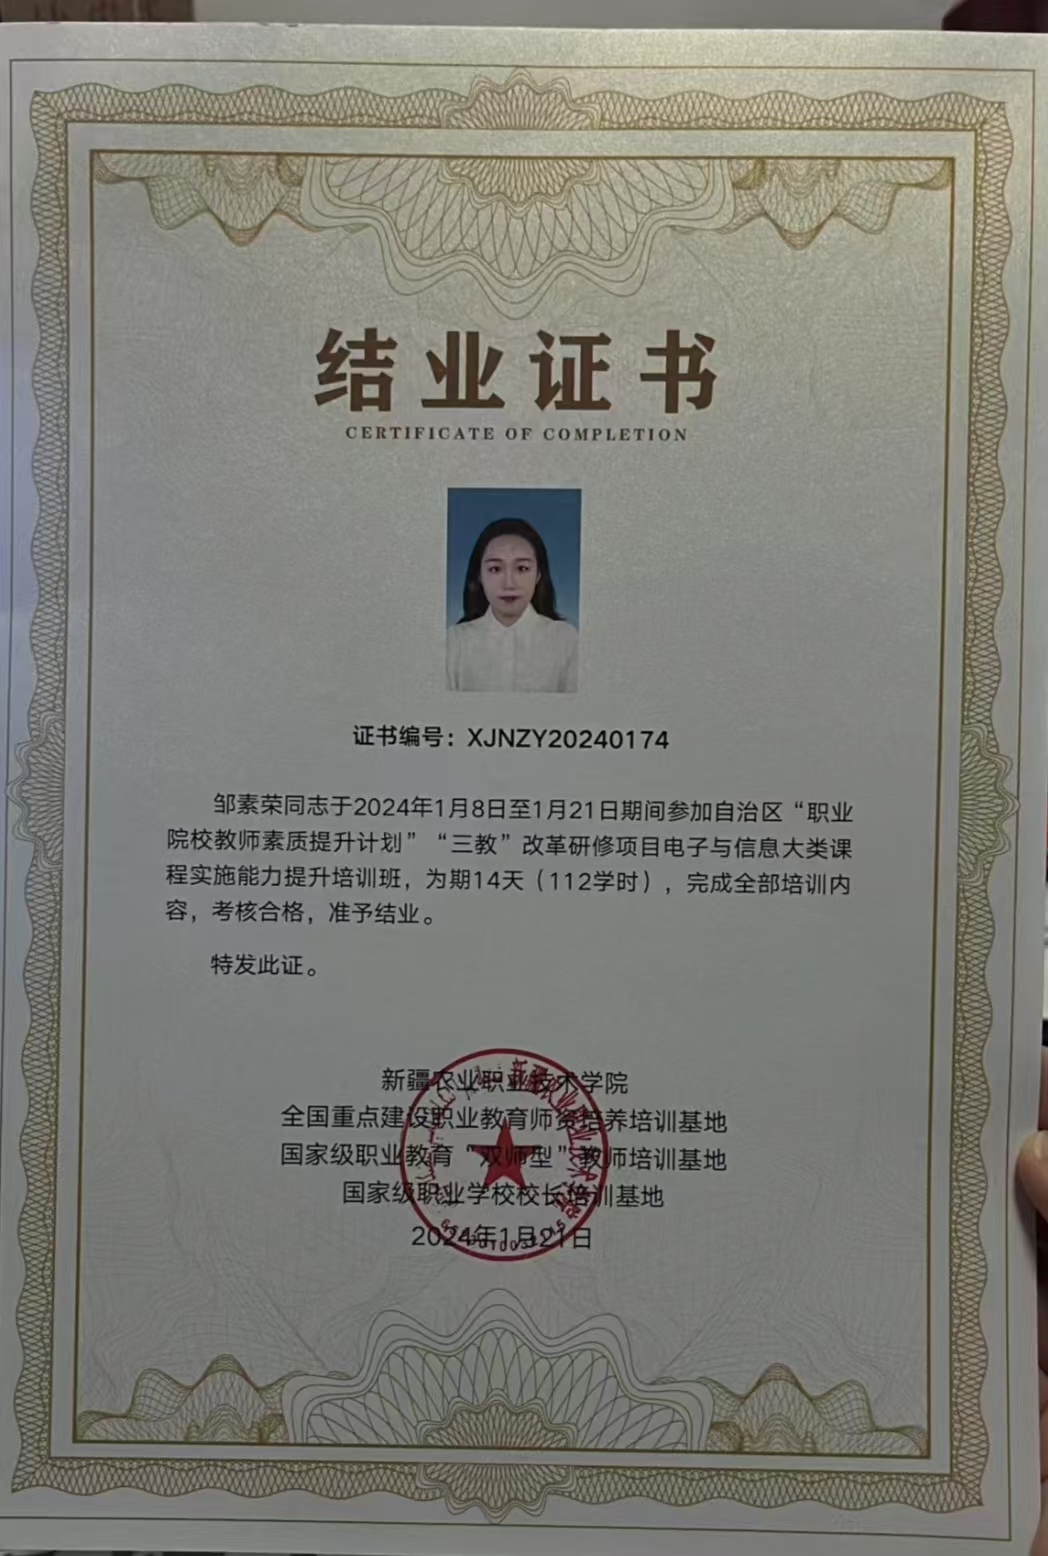 结业证书
CERTIFICATE OF COMPLETION
证书编号：XJNZY20240174
邹素荣同志于2024年1月8日至1月21日期间参加自治区“职业
院校教师素质提升计划”“三教”改革研修项目电子与信息大类课
程实施能力提升培训班，为期14天（112学时），完成全部培训内
容，考核合格，准予结业。
特发此证。
新疆农业职业技术学院
全国重点建设职业教育师资培养培训基地
国家级职业教育“双师型”教师培训基地
国家级职业学校校长培训基地
2024年1月21日